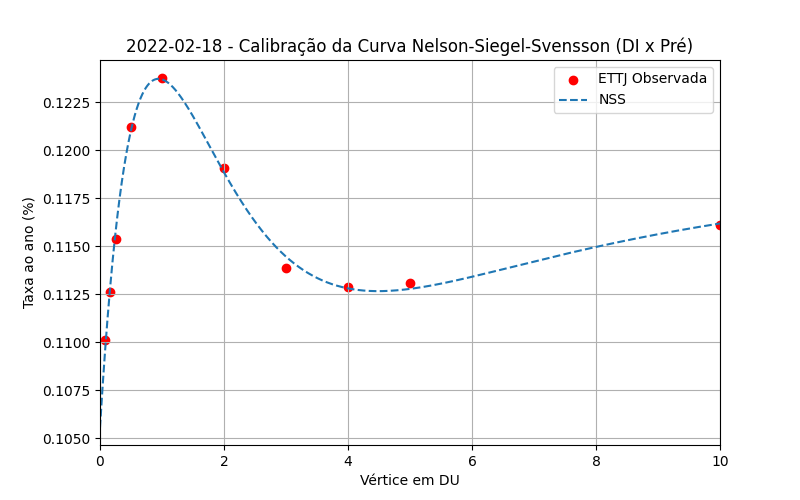 2022-02-18 - Calibração da Curva Nelson-Siegel-Svensson (DI x Pré)
ETTJ Observada
NSS
Taxa ao ano (%)
0.1225
0.1200
0.1175
0.1150
0.1125
0.1100
0.1075
0.1050
0 2 4 6 8 10
Vértice em DU